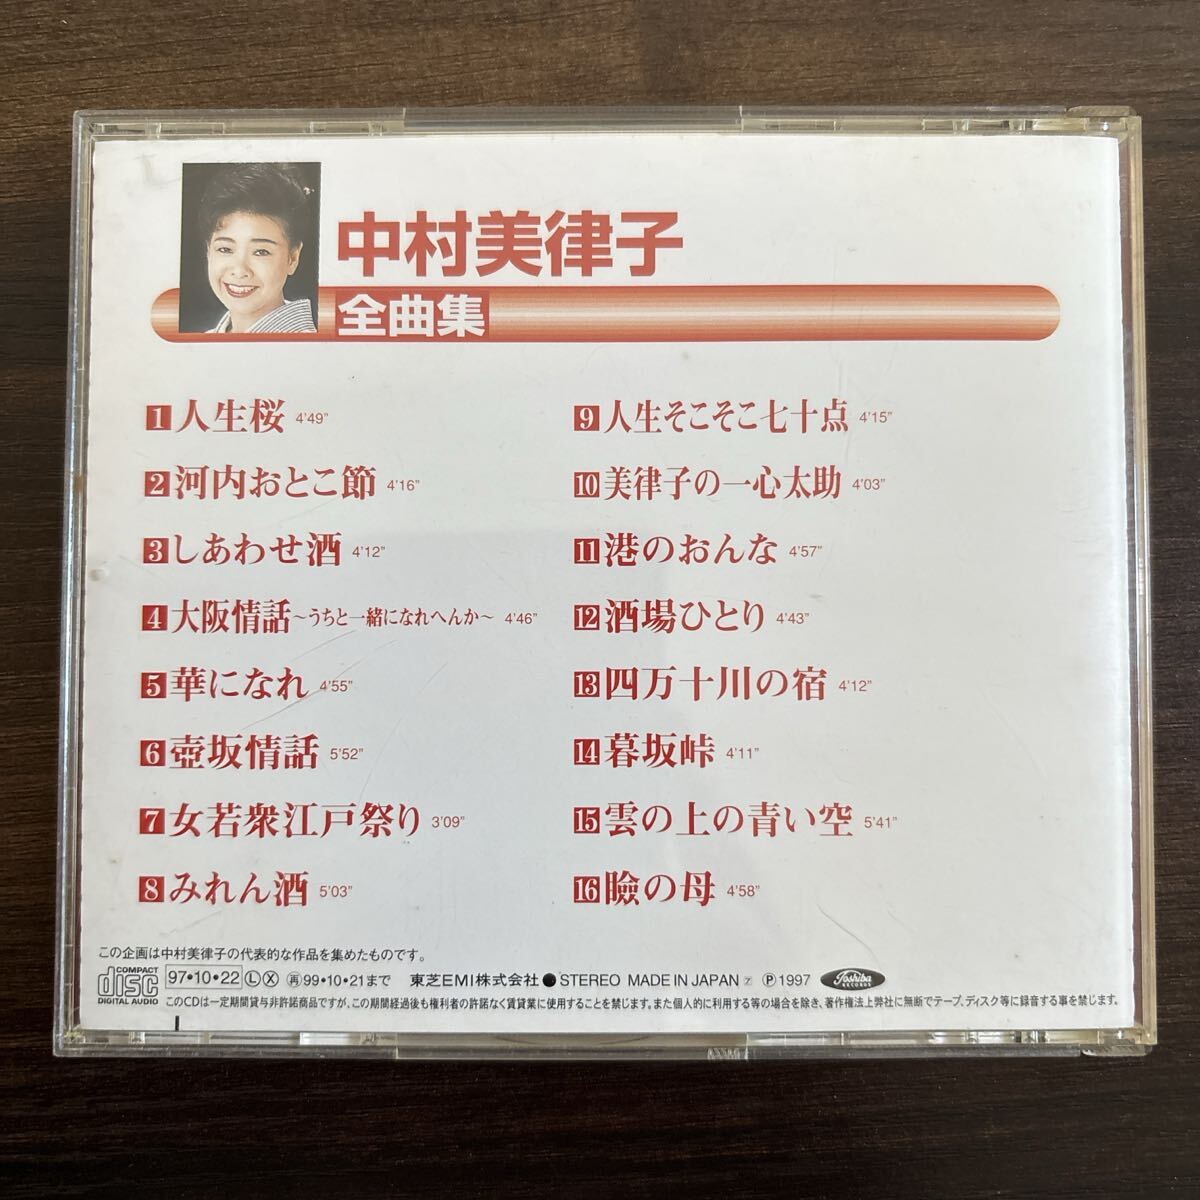 中村美律子
全曲集
1 人生桜 4'49"
2 河内おとこ節 4'16"
3 しあわせ酒 4'12"
4 大阪情話～うちと一緒になれへんか～ 4'46"
5 華になれ 4'55"
6 壺坂情話 5'52"
7 女若衆江戸祭り 3'09"
8 みれん酒 5'03"
9 人生そこそこ七十点 4'15"
10 美律子の一心太助 4'03"
11 港のおんな 4'57"
12 酒場ひとり 4'43"
13 四万十川の宿 4'12"
14 暮坂峠 4'11"
15 雲の上の青い空 5'41"
16 瞼の母 4'58"
この企画は中村美律子の代表的な作品を集めたものです。
COMPACT disc DIGITAL AUDIO 97•10•22 Ⓛ Ⓧ ㊢99•10•21まで 東芝EMI株式会社●STEREO MADE IN JAPAN ⑦ Ⓟ1997 Toshiba RECORDS
このCDは一定期間貸与非許諾商品ですが、この期間経過後も権利者の許諾なく賃貸業に使用することを禁じます。また個人的に利用する等の場合を除き、著作権法上弊社に無断でテープ、ディスク等に録音する事を禁じます。